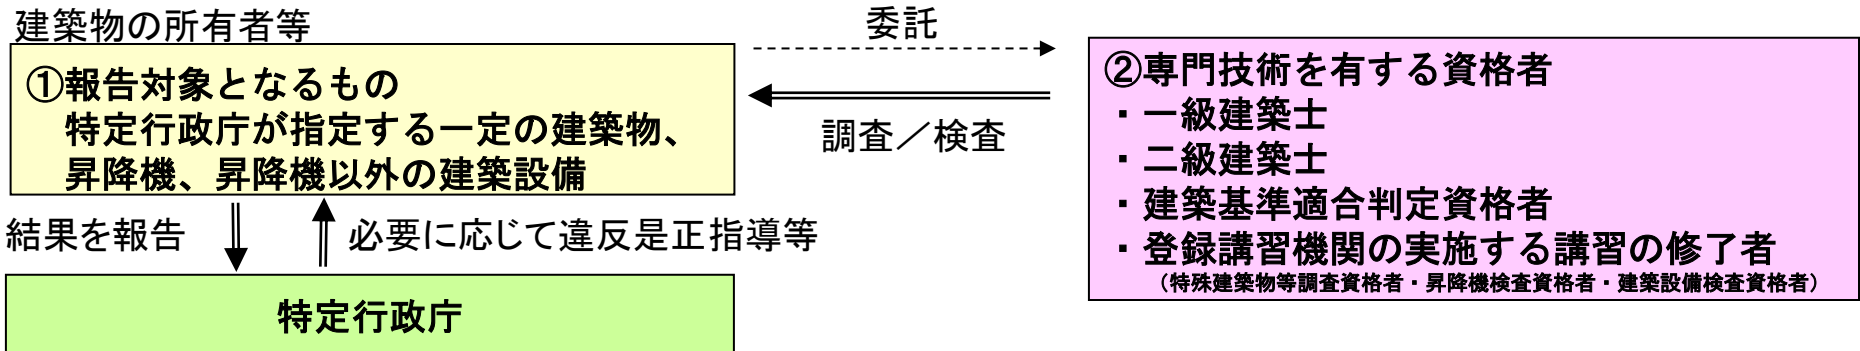 建築物の所有者等
①報告対象となるもの
特定行政庁が指定する一定の建築物、
昇降機、昇降機以外の建築設備
委託
調査／検査
②専門技術を有する資格者
・一級建築士
・二級建築士
・建築基準適合判定資格者
・登録講習機関の実施する講習の修了者
（特殊建築物等調査資格者・昇降機検査資格者・建築設備検査資格者）
結果を報告
必要に応じて違反是正指導等
特定行政庁